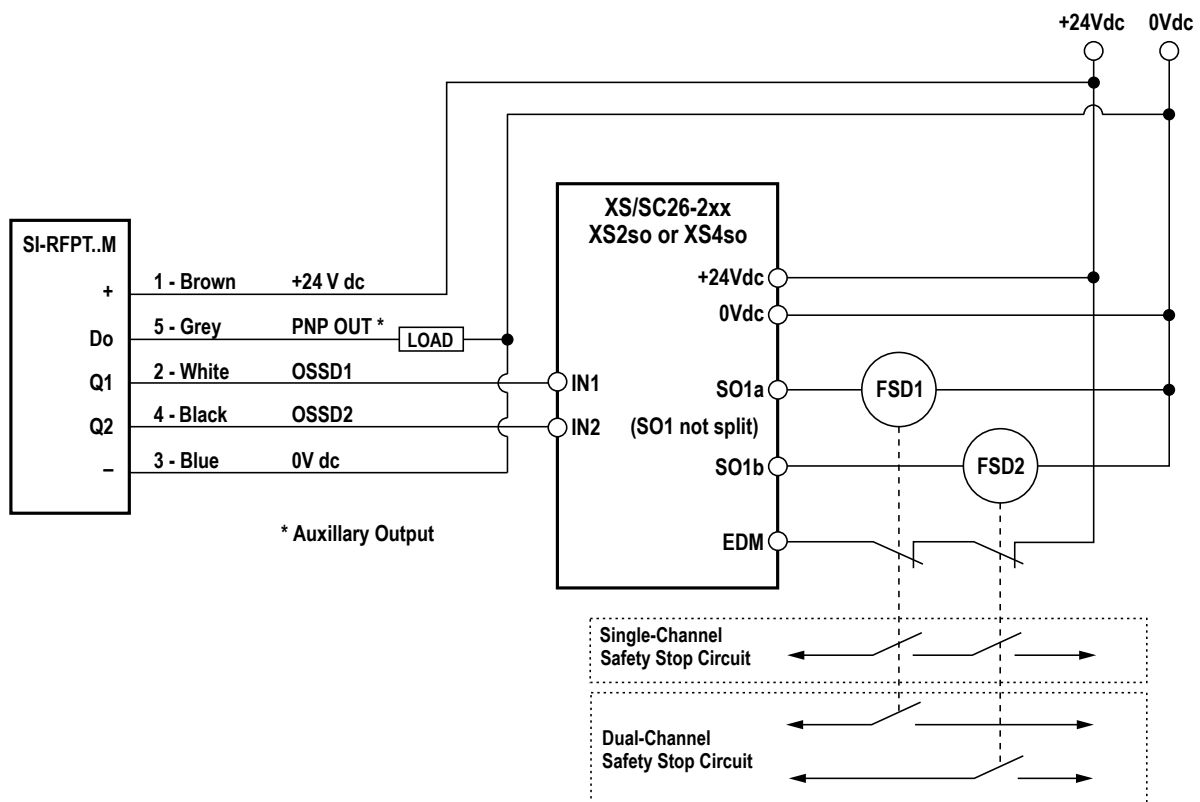 +24Vdc 0Vdc
XS/SC26-2xx
XS2so or XS4so
SI-RFPT..M
+24Vdc
+ 1 - Brown +24 V dc
0Vdc
Do 5 - Grey PNP OUT * LOAD
Q1 2 - White OSSD1 IN1
SO1a FSD1
Q2 4 - Black OSSD2 IN2 (SO1 not split)
– 3 - Blue 0V dc
SO1b FSD2
* Auxillary Output
EDM
Single-Channel
Safety Stop Circuit
Dual-Channel
Safety Stop Circuit